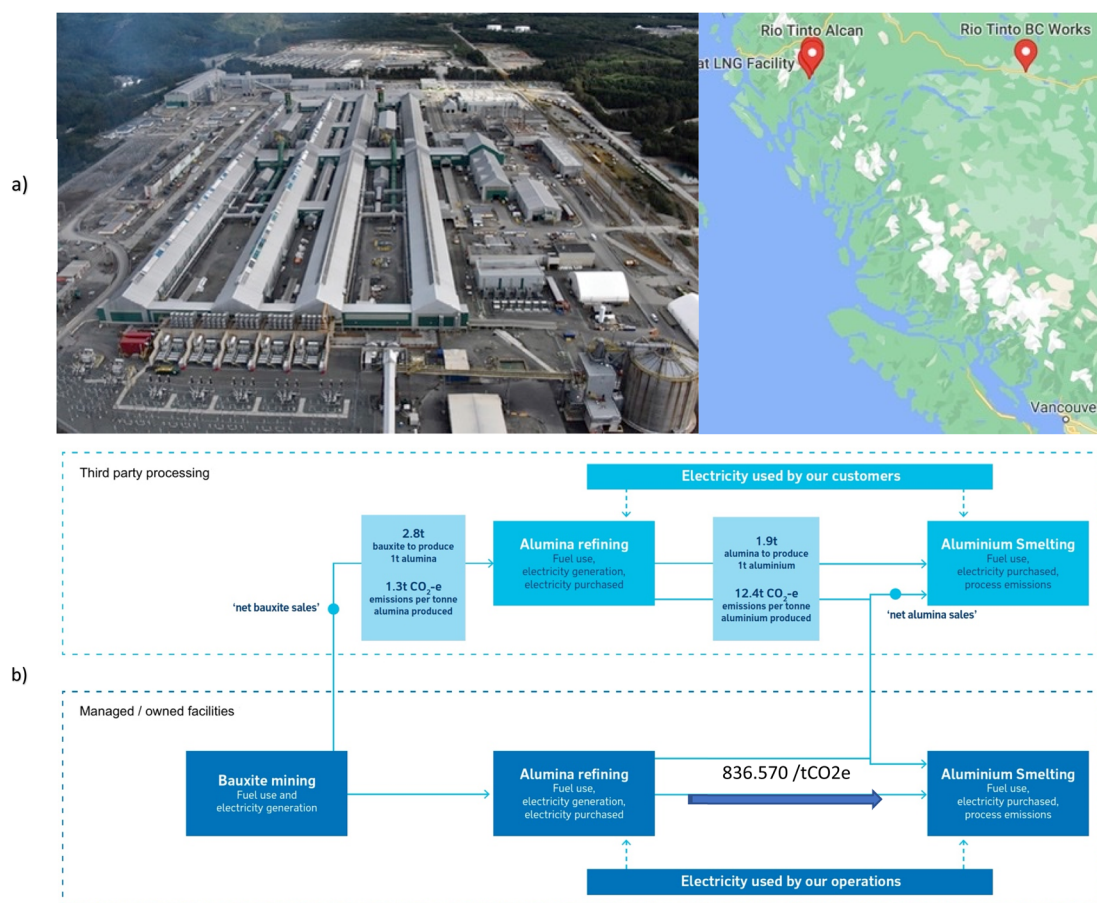 a)
Rio Tinto Alcan
Rio Tinto BC Works
at LNG Facility
Vancouve
b)
Third party processing
Electricity used by our customers
2.8t
bauxite to produce
1t alumina
1.3t CO2-e
emissions per tonne
alumina produced
Alumina refining
Fuel use,
electricity generation,
electricity purchased
1.9t
alumina to produce
1t aluminium
12.4t CO2-e
emissions per tonne
aluminium produced
Aluminium Smelting
Fuel use,
electricity purchased,
process emissions
'net bauxite sales'
'net alumina sales'
Managed / owned facilities
Bauxite mining
Fuel use and
electricity generation
Alumina refining
Fuel use,
electricity generation,
electricity purchased
836.570 /tCO2e
Aluminium Smelting
Fuel use,
electricity purchased,
process emissions
Electricity used by our operations